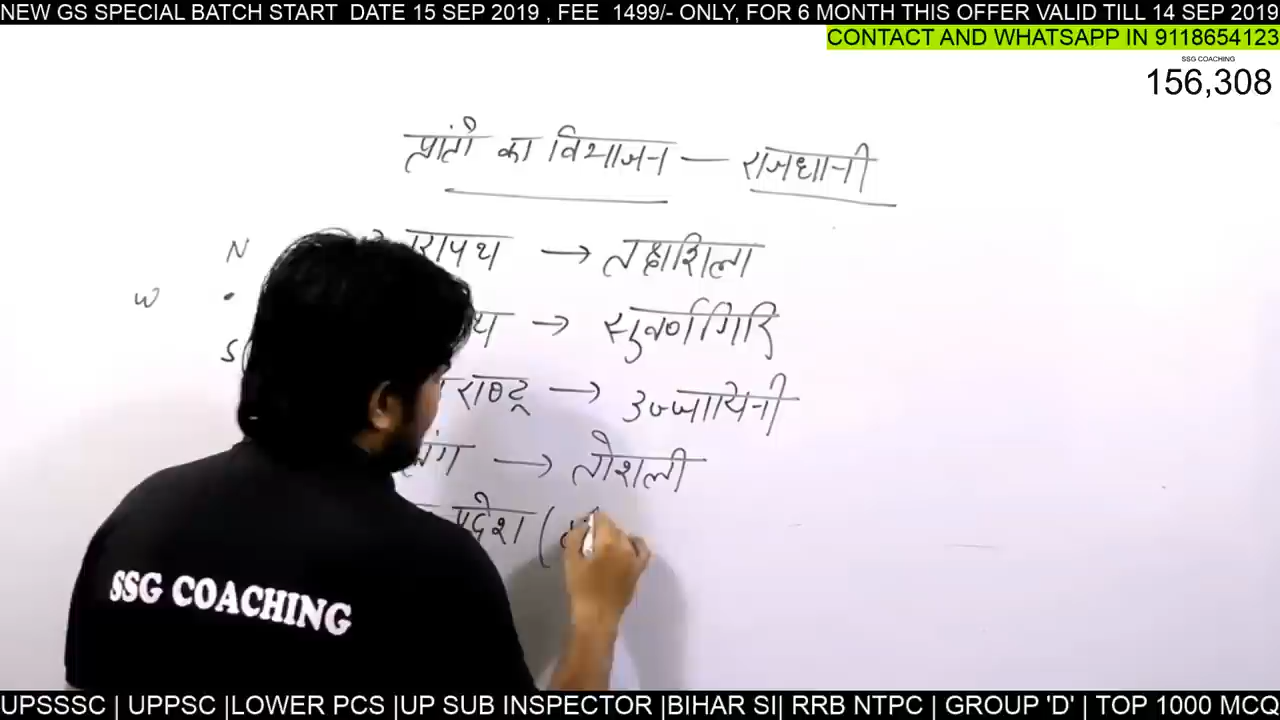 NEW GS SPECIAL BATCH START DATE 15 SEP 2019 , FEE 1499/- ONLY, FOR 6 MONTH THIS OFFER VALID TILL 14 SEP 2019
CONTACT AND WHATSAPP IN 9118654123
SSG COACHING
156,308
प्रांतो का विभाजन — राजधानी
N रापथ → तक्षशिला
W
थ → सुवर्णगिरि
S राष्ट्र → उज्जायिनी
ंग → तोशली
प्रदेश (
SSG COACHING
UPSSSC | UPPSC |LOWER PCS |UP SUB INSPECTOR |BIHAR SI| RRB NTPC | GROUP 'D' | TOP 1000 MCQ